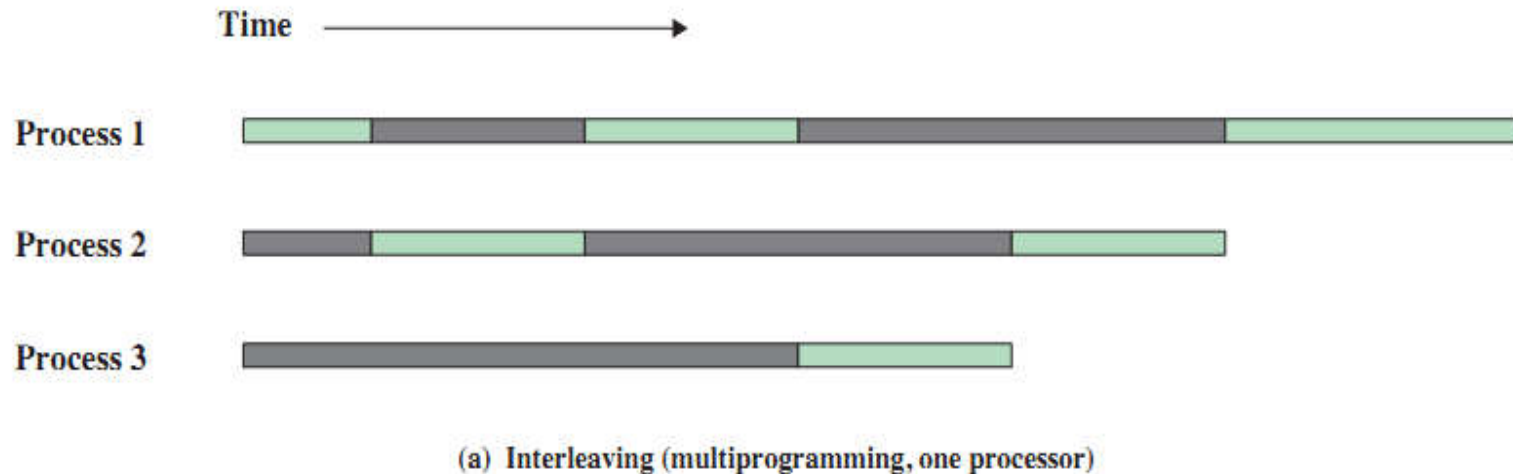 Time
Process 1
Process 2
Process 3
(a) Interleaving (multiprogramming, one processor)